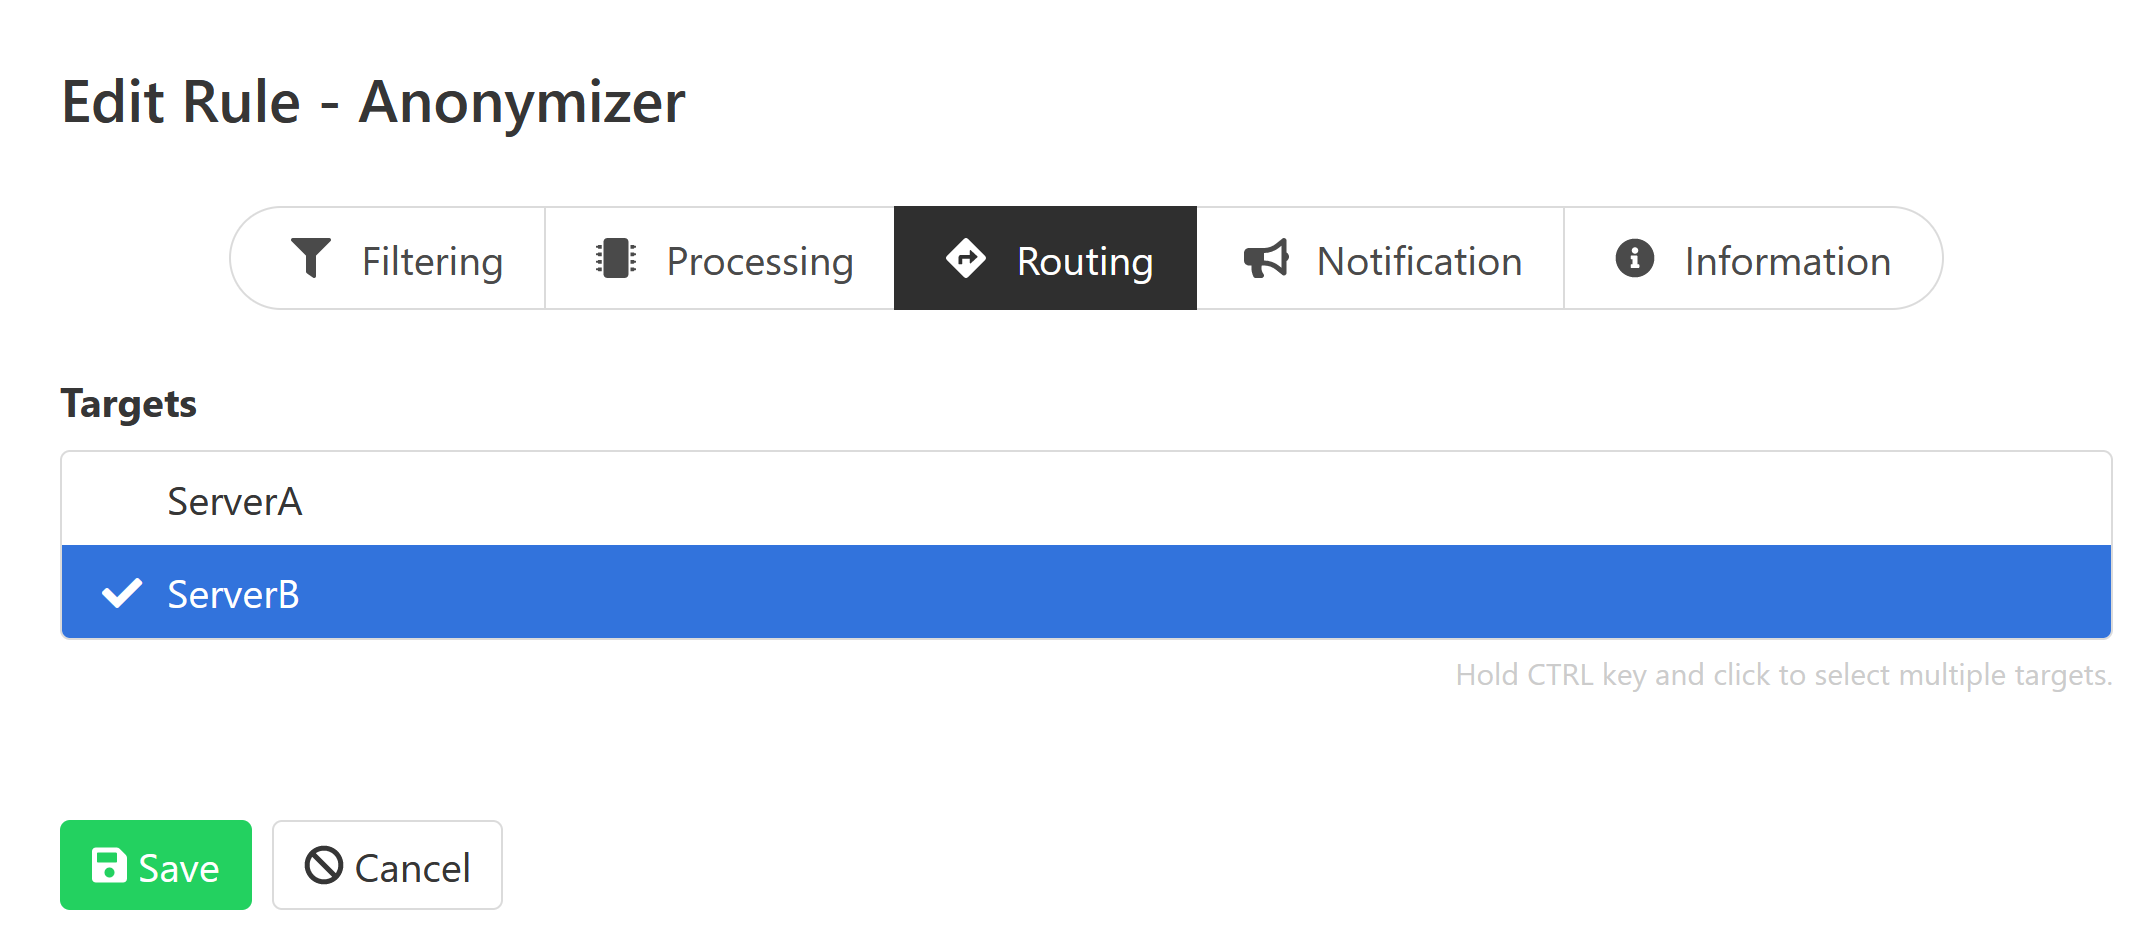 Edit Rule - Anonymizer
Filtering Processing Routing Notification Information
Targets
ServerA
ServerB
Hold CTRL key and click to select multiple targets.
Save Cancel